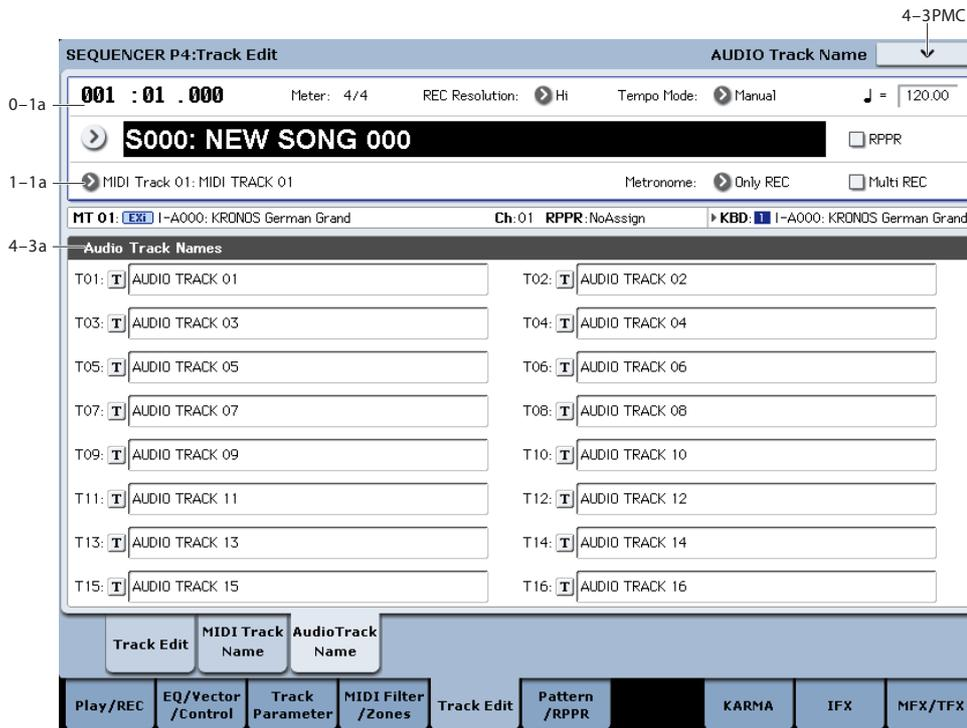 4–3PMC
SEQUENCER P4:Track Edit AUDIO Track Name
0–1a
001 :01 .000 Meter: 4/4 REC Resolution: Hi Tempo Mode: Manual ♩ = 120.00
S000: NEW SONG 000 RPPR
1–1a
MIDI Track 01: MIDI TRACK 01 Metronome: Only REC Multi REC
MT 01: EXi I-A000: KRONOS German Grand Ch:01 RPPR:NoAssign KBD: 1 I-A000: KRONOS German Grand
4–3a
Audio Track Names
T01: T AUDIO TRACK 01 T02: T AUDIO TRACK 02
T03: T AUDIO TRACK 03 T04: T AUDIO TRACK 04
T05: T AUDIO TRACK 05 T06: T AUDIO TRACK 06
T07: T AUDIO TRACK 07 T08: T AUDIO TRACK 08
T09: T AUDIO TRACK 09 T10: T AUDIO TRACK 10
T11: T AUDIO TRACK 11 T12: T AUDIO TRACK 12
T13: T AUDIO TRACK 13 T14: T AUDIO TRACK 14
T15: T AUDIO TRACK 15 T16: T AUDIO TRACK 16
Track Edit
MIDI Track
Name
AudioTrack
Name
Play/REC
EQ/Vector
/Control
Track
Parameter
MIDI Filter
/Zones
Track Edit
Pattern
/RPPR
KARMA
IFX
MFX/TFX